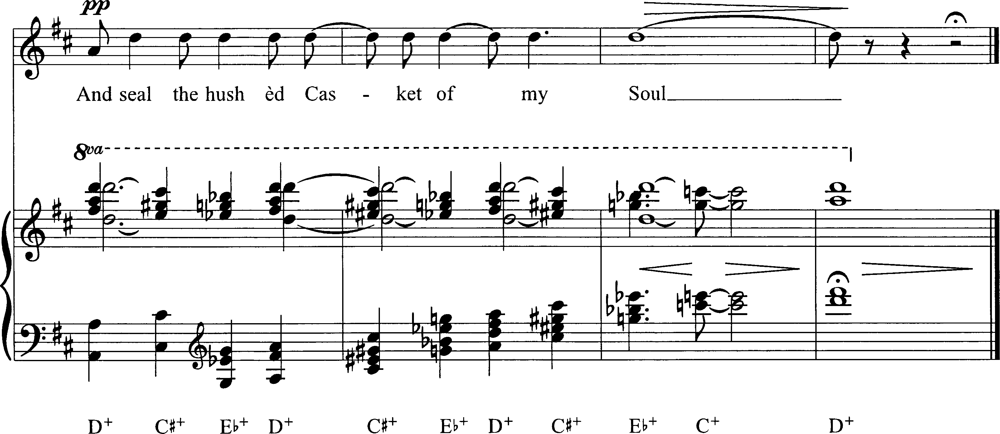 pp
And seal the hush èd Cas - ket of my Soul
8va
D+ C♯+ E♭+ D+ C♯+ E♭+ D+ C♯+ E♭+ C+ D+